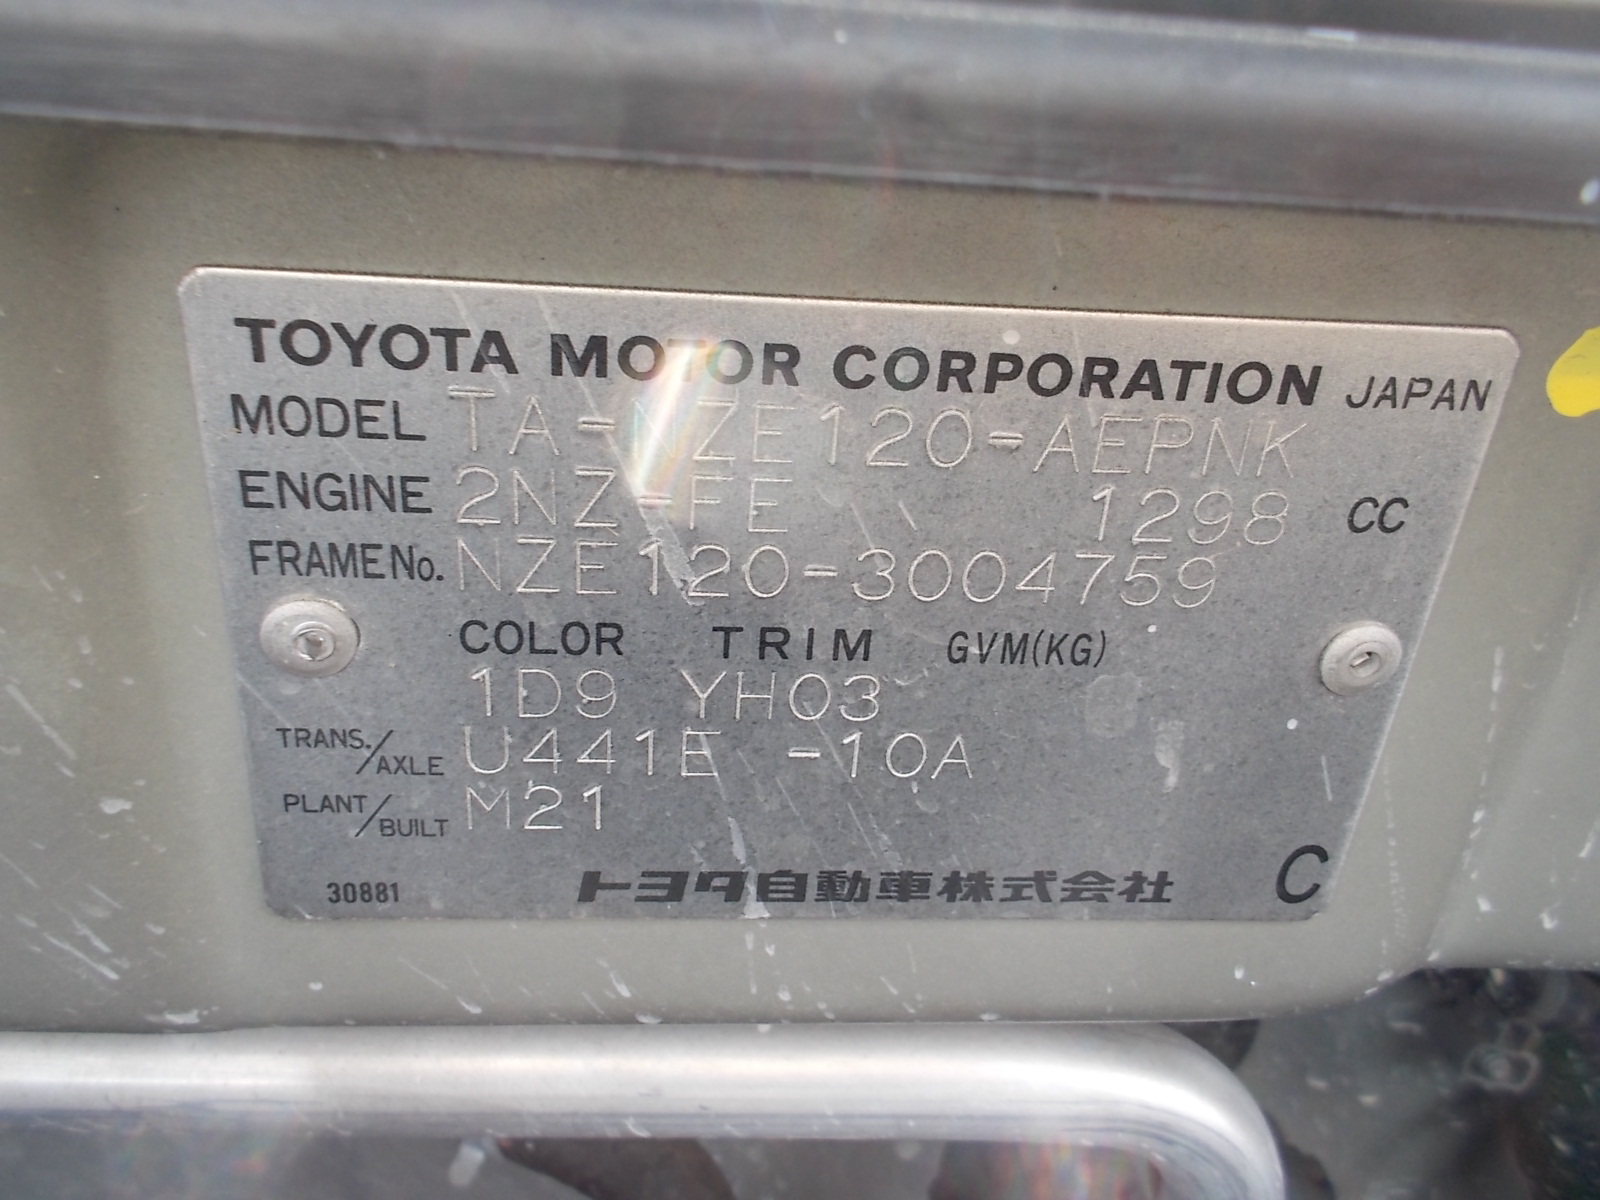 TOYOTA MOTOR CORPORATION JAPAN
MODEL TA-NZE120-AEPNK
ENGINE 2NZ-FE 1298 CC
FRAME No. NZE120-3004759
COLOR TRIM GVM(KG)
1D9 YH03
TRANS./AXLE U441E -10A
PLANT/BUILT M21
30881 トヨタ自動車株式会社 C